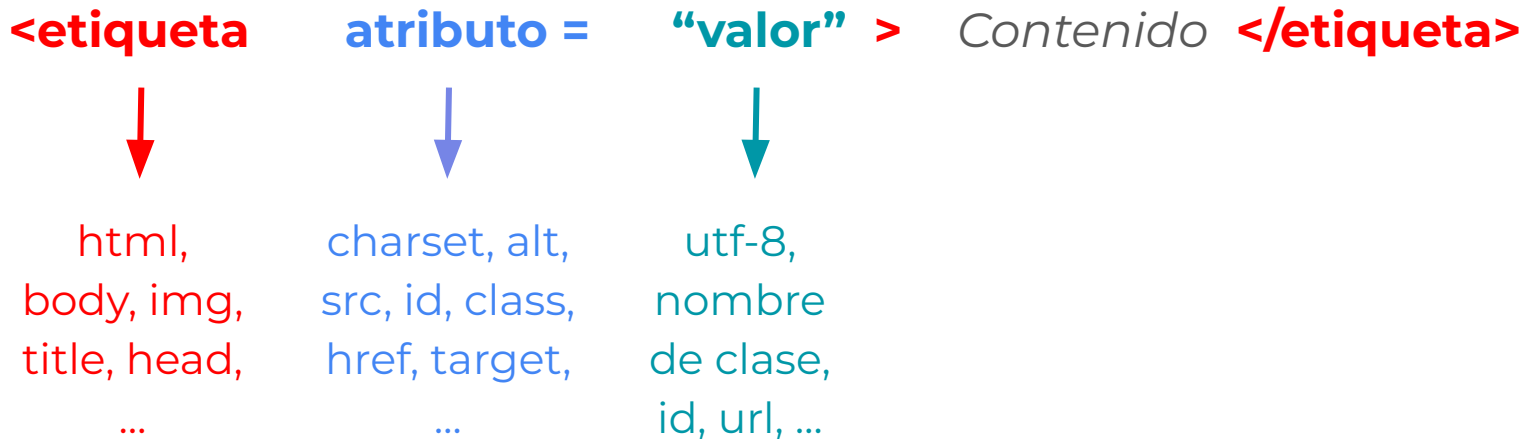 <etiqueta atributo = “valor” > Contenido </etiqueta>
html,
body, img,
title, head,
...
charset, alt,
src, id, class,
href, target,
...
utf-8,
nombre
de clase,
id, url, ...